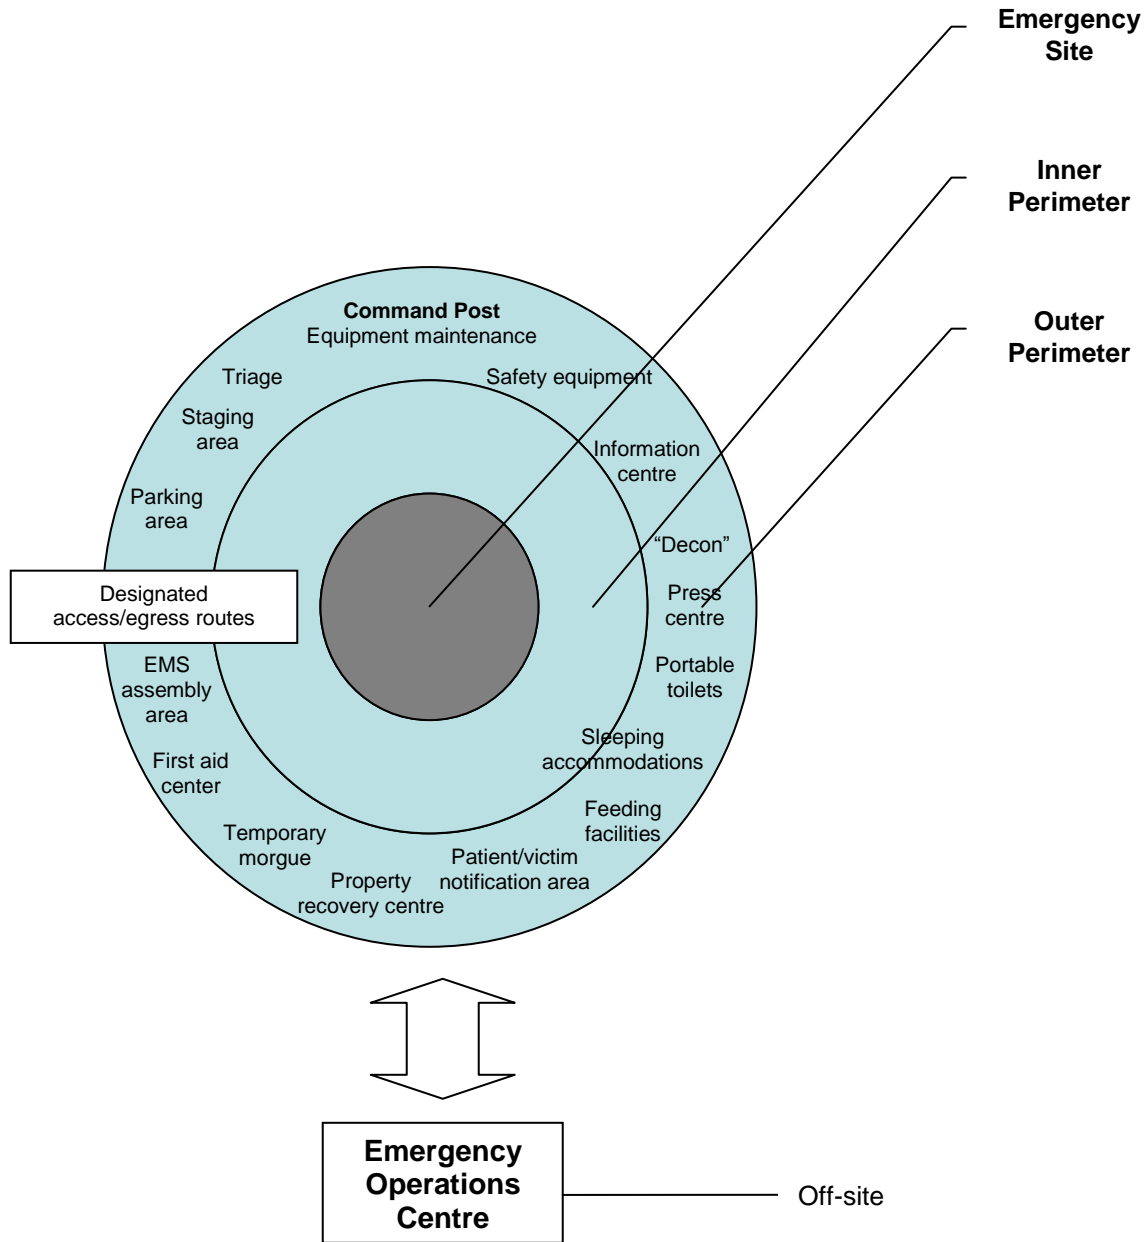 Emergency
Site
Inner
Perimeter
Outer
Perimeter
Command Post
Equipment maintenance
Triage
Safety equipment
Staging
area
Information
centre
Parking
area
“Decon”
Designated
access/egress routes
Press
centre
EMS
assembly
area
Portable
toilets
First aid
center
Sleeping
accommodations
Feeding
facilities
Temporary
morgue
Patient/victim
notification area
Property
recovery centre
Emergency
Operations
Centre
Off-site